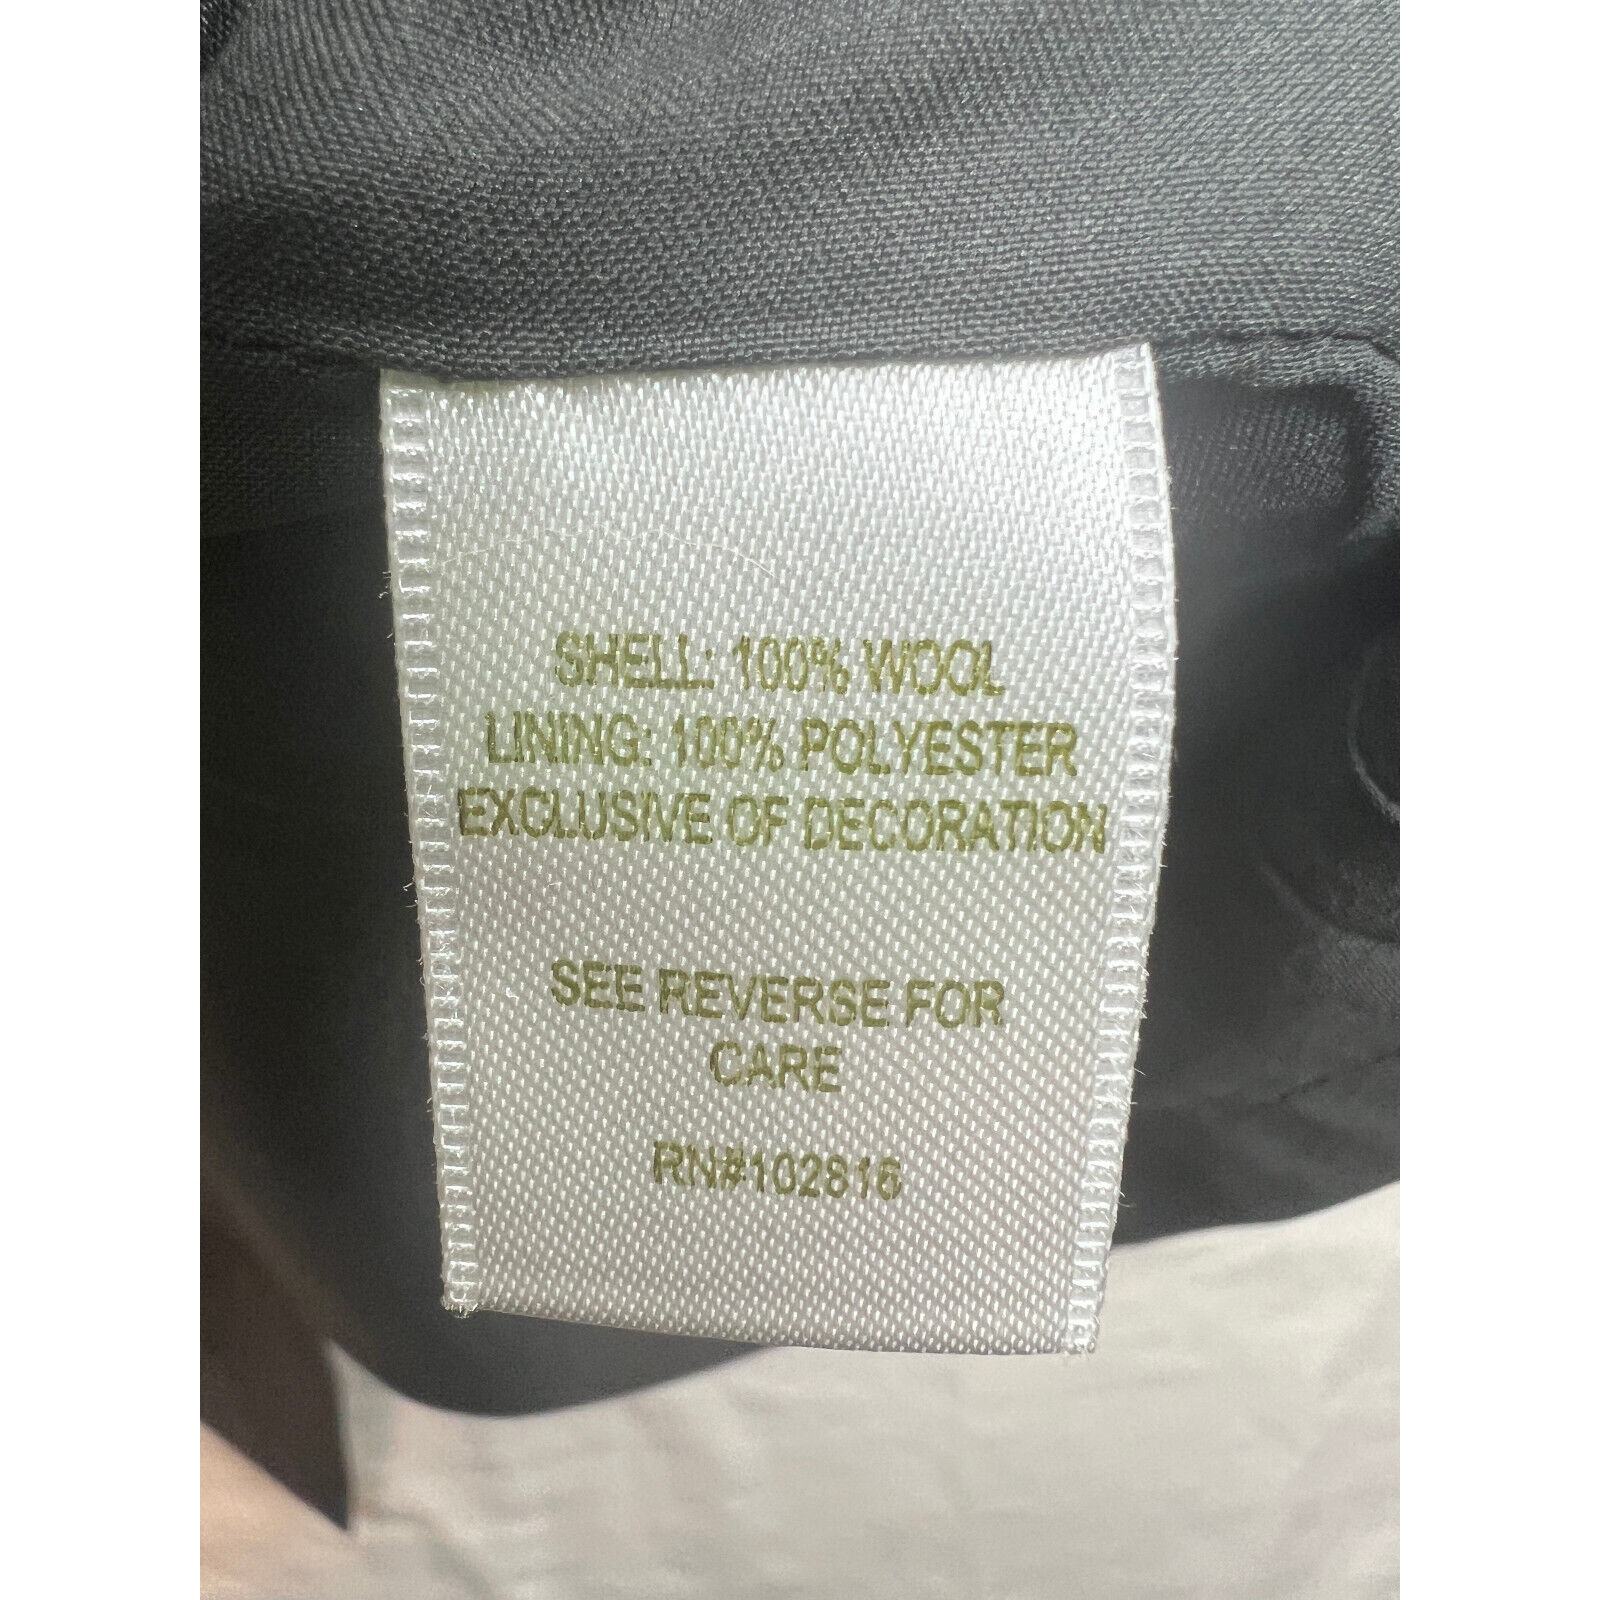 SHELL: 100% WOOL
LINING: 100% POLYESTER
EXCLUSIVE OF DECORATION
SEE REVERSE FOR
CARE
RN#102816